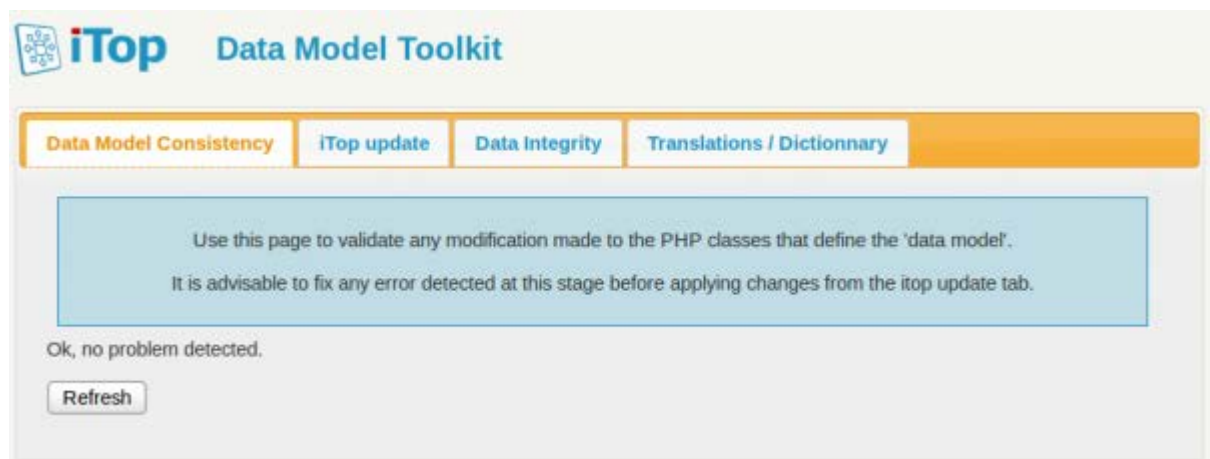 iTop Data Model Toolkit
Data Model Consistency iTop update Data Integrity Translations / Dictionnary
Use this page to validate any modification made to the PHP classes that define the 'data model'.
It is advisable to fix any error detected at this stage before applying changes from the itop update tab.
Ok, no problem detected.
Refresh